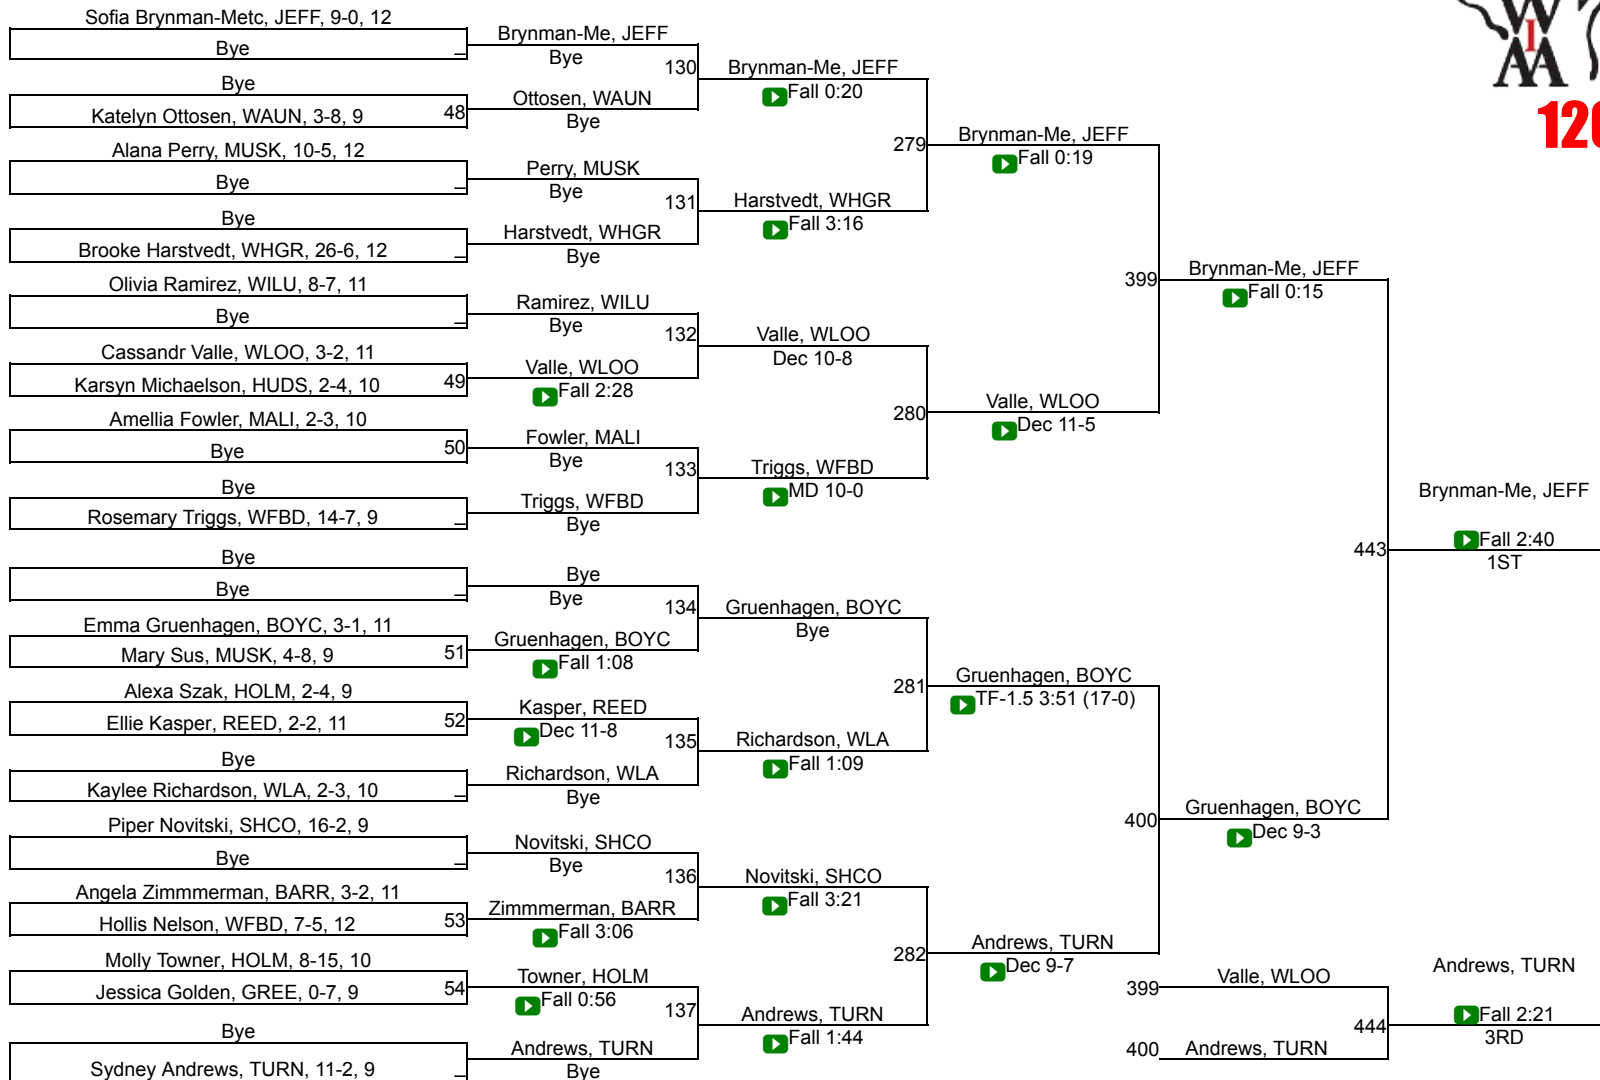 Sofia Brynman-Metc, JEFF, 9-0, 12
Bye
Bye
Katelyn Ottosen, WAUN, 3-8, 9
48
Alana Perry, MUSK, 10-5, 12
Bye
Bye
Brooke Harstvedt, WHGR, 26-6, 12
Olivia Ramirez, WILU, 8-7, 11
Bye
Cassandr Valle, WLOO, 3-2, 11
Karsyn Michaelson, HUDS, 2-4, 10
49
Amellia Fowler, MALI, 2-3, 10
Bye
50
Bye
Rosemary Triggs, WFBD, 14-7, 9
Bye
Bye
Emma Gruenhagen, BOYC, 3-1, 11
Mary Sus, MUSK, 4-8, 9
51
Alexa Szak, HOLM, 2-4, 9
Ellie Kasper, REED, 2-2, 11
52
Bye
Kaylee Richardson, WLA, 2-3, 10
Piper Novitski, SHCO, 16-2, 9
Bye
Angela Zimmmerman, BARR, 3-2, 11
Hollis Nelson, WFBD, 7-5, 12
53
Molly Towner, HOLM, 8-15, 10
Jessica Golden, GREE, 0-7, 9
54
Bye
Sydney Andrews, TURN, 11-2, 9
Brynman-Me, JEFF
Bye
130
Ottosen, WAUN
Bye
Perry, MUSK
Bye
131
Harstvedt, WHGR
Bye
Ramirez, WILU
Bye
132
Valle, WLOO
Fall 2:28
Fowler, MALI
Bye
133
Triggs, WFBD
Bye
Bye
Bye
134
Gruenhagen, BOYC
Fall 1:08
Kasper, REED
Dec 11-8
135
Richardson, WLA
Bye
Novitski, SHCO
Bye
136
Zimmmerman, BARR
Fall 3:06
Towner, HOLM
Fall 0:56
137
Andrews, TURN
Bye
Brynman-Me, JEFF
Fall 0:20
279
Harstvedt, WHGR
Fall 3:16
Valle, WLOO
Dec 10-8
280
Triggs, WFBD
MD 10-0
Gruenhagen, BOYC
Bye
281
Richardson, WLA
Fall 1:09
Novitski, SHCO
Fall 3:21
282
Andrews, TURN
Fall 1:44
Brynman-Me, JEFF
Fall 0:19
399
Valle, WLOO
Dec 11-5
Gruenhagen, BOYC
TF-1.5 3:51 (17-0)
400
Andrews, TURN
Dec 9-7
Brynman-Me, JEFF
Fall 0:15
443
Gruenhagen, BOYC
Dec 9-3
399
Valle, WLOO
444
400
Andrews, TURN
Brynman-Me, JEFF
Fall 2:40
1ST
Andrews, TURN
Fall 2:21
3RD
WIAA